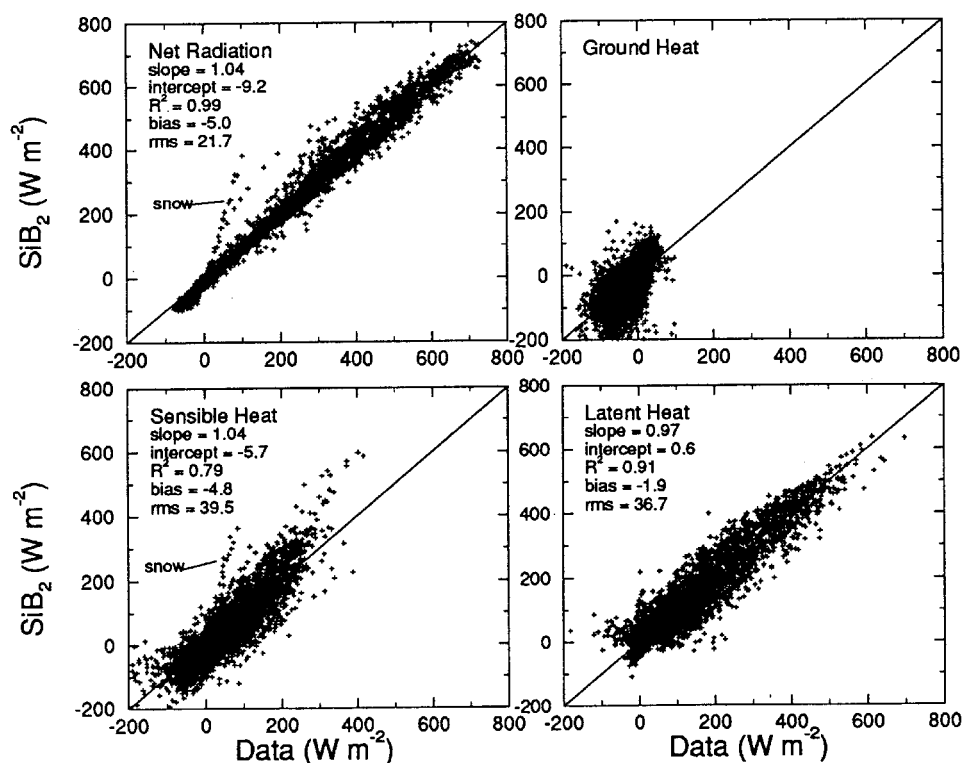 800
600
400
200
0
-200
Net Radiation
slope = 1.04
intercept = -9.2
R² = 0.99
bias = -5.0
rms = 21.7
snow
SiB₂ (W m⁻²)
-200 0 200 400 600 800
800
600
400
200
0
-200
Ground Heat
-200 0 200 400 600 800
800
600
400
200
0
-200
Sensible Heat
slope = 1.04
intercept = -5.7
R² = 0.79
bias = -4.8
rms = 39.5
snow
SiB₂ (W m⁻²)
-200 0 200 400 600 800
Data (W m⁻²)
800
600
400
200
0
-200
Latent Heat
slope = 0.97
intercept = 0.6
R² = 0.91
bias = -1.9
rms = 36.7
-200 0 200 400 600 800
Data (W m⁻²)